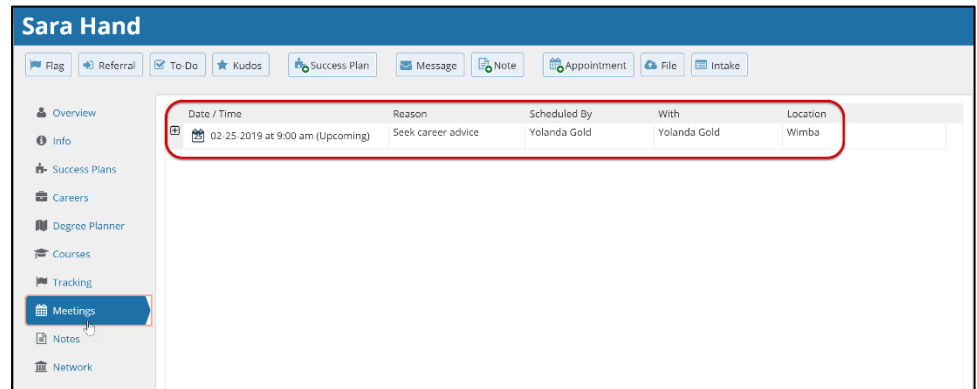 Sara Hand
Flag Referral To-Do Kudos Success Plan Message Note Appointment File Intake
Overview
Info
Success Plans
Careers
Degree Planner
Courses
Tracking
Meetings
Notes
Network
Date / Time Reason Scheduled By With Location
25 02-25-2019 at 9:00 am (Upcoming) Seek career advice Yolanda Gold Yolanda Gold Wimba